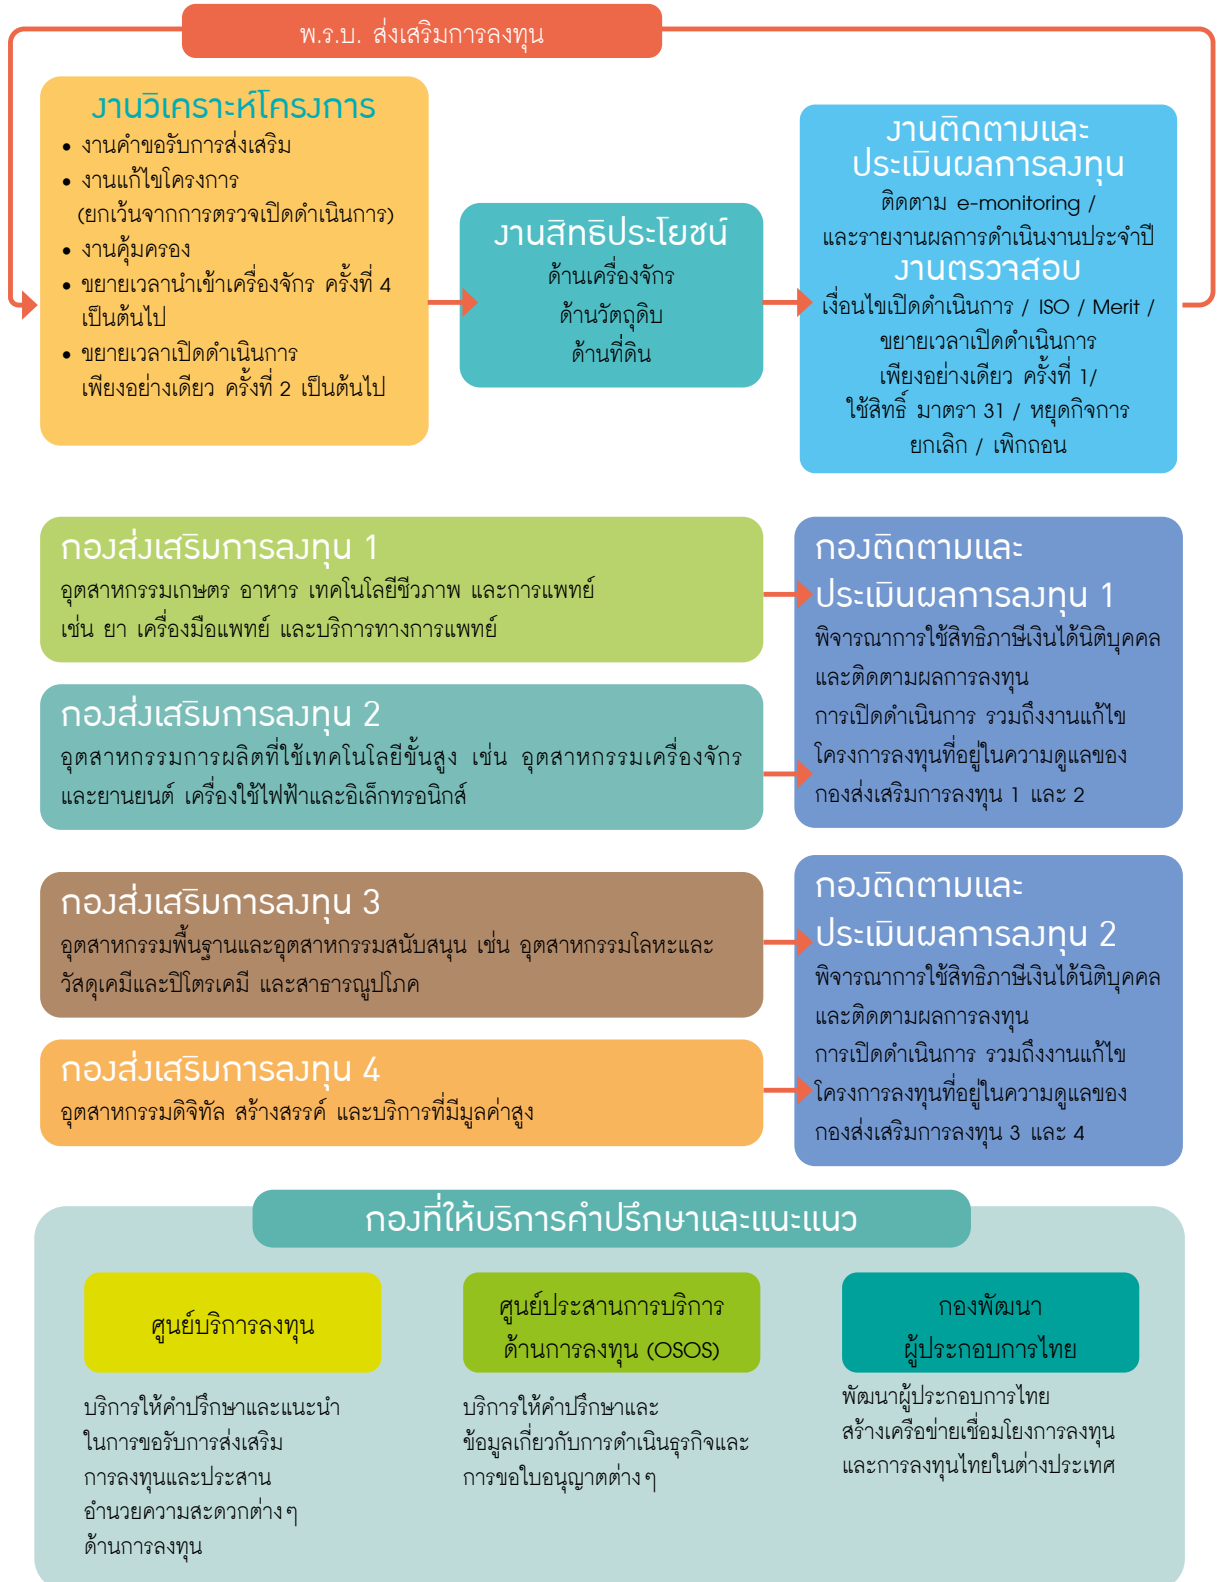 พ.ร.บ. ส่งเสริมการลงทุน
งานวิเคราะห์โครงการ
• งานคำขอรับการส่งเสริม
• งานแก้ไขโครงการ
(ยกเว้นจากการตรวจเปิดดำเนินการ)
• งานคุ้มครอง
• ขยายเวลานำเข้าเครื่องจักร ครั้งที่ 4
เป็นต้นไป
• ขยายเวลาเปิดดำเนินการ
เพียงอย่างเดียว ครั้งที่ 2 เป็นต้นไป
งานสิทธิประโยชน์
ด้านเครื่องจักร
ด้านวัตถุดิบ
ด้านที่ดิน
งานติดตามและ
ประเมินผลการลงทุน
ติดตาม e-monitoring /
และรายงานผลการดำเนินงานประจำปี
งานตรวจสอบ
เงื่อนไขเปิดดำเนินการ / ISO / Merit /
ขยายเวลาเปิดดำเนินการ
เพียงอย่างเดียว ครั้งที่ 1/
ใช้สิทธิ์ มาตรา 31 / หยุดกิจการ
ยกเลิก / เพิกถอน
กองส่งเสริมการลงทุน 1
อุตสาหกรรมเกษตร อาหาร เทคโนโลยีชีวภาพ และการแพทย์
เช่น ยา เครื่องมือแพทย์ และบริการทางการแพทย์
กองส่งเสริมการลงทุน 2
อุตสาหกรรมการผลิตที่ใช้เทคโนโลยีขั้นสูง เช่น อุตสาหกรรมเครื่องจักร
และยานยนต์ เครื่องใช้ไฟฟ้าและอิเล็กทรอนิกส์
กองติดตามและ
ประเมินผลการลงทุน 1
พิจารณาการใช้สิทธิภาษีเงินได้นิติบุคคล
และติดตามผลการลงทุน
การเปิดดำเนินการ รวมถึงงานแก้ไข
โครงการลงทุนที่อยู่ในความดูแลของ
กองส่งเสริมการลงทุน 1 และ 2
กองส่งเสริมการลงทุน 3
อุตสาหกรรมพื้นฐานและอุตสาหกรรมสนับสนุน เช่น อุตสาหกรรมโลหะและ
วัสดุเคมีและปิโตรเคมี และสาธารณูปโภค
กองส่งเสริมการลงทุน 4
อุตสาหกรรมดิจิทัล สร้างสรรค์ และบริการที่มีมูลค่าสูง
กองติดตามและ
ประเมินผลการลงทุน 2
พิจารณาการใช้สิทธิภาษีเงินได้นิติบุคคล
และติดตามผลการลงทุน
การเปิดดำเนินการ รวมถึงงานแก้ไข
โครงการลงทุนที่อยู่ในความดูแลของ
กองส่งเสริมการลงทุน 3 และ 4
กองที่ให้บริการคำปรึกษาและแนะแนว
ศูนย์บริการลงทุน
บริการให้คำปรึกษาและแนะนำ
ในการขอรับการส่งเสริม
การลงทุนและประสาน
อำนวยความสะดวกต่างๆ
ด้านการลงทุน
ศูนย์ประสานการบริการ
ด้านการลงทุน (OSOS)
บริการให้คำปรึกษาและ
ข้อมูลเกี่ยวกับการดำเนินธุรกิจและ
การขอใบอนุญาตต่างๆ
กองพัฒนา
ผู้ประกอบการไทย
พัฒนาผู้ประกอบการไทย
สร้างเครือข่ายเชื่อมโยงการลงทุน
และการลงทุนไทยในต่างประเทศ